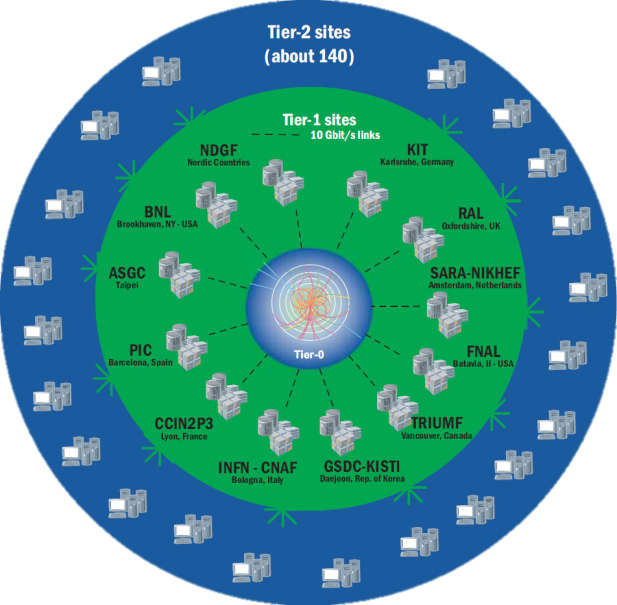 Tier-2 sites
(about 140)
Tier-1 sites
10 Gbit/s links
NDGF
Nordic Countries
KIT
Karlsruhe, Germany
BNL
Brookhaven, NY - USA
RAL
Oxfordshire, UK
ASGC
Taipei
SARA-NIKHEF
Amsterdam, Netherlands
Tier-0
PIC
Barcelona, Spain
FNAL
Batavia, Il - USA
CCIN2P3
Lyon, France
TRIUMF
Vancouver, Canada
INFN - CNAF
Bologna, Italy
GSDC-KISTI
Daejeon, Rep. of Korea